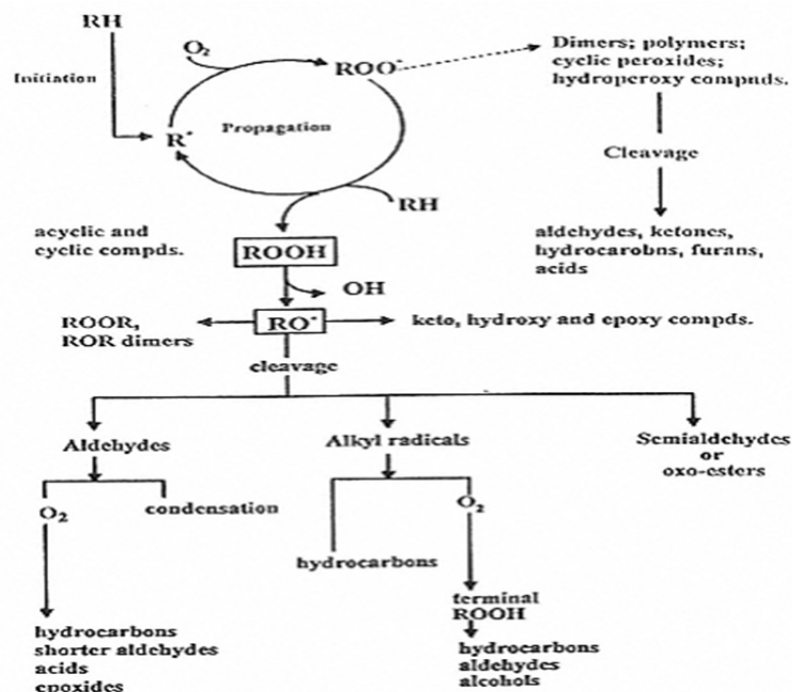 RH
O₂
ROO·
Dimers; polymers;
cyclic peroxides;
hydroperoxy compnds.
Initiation
Propagation
R·
Cleavage
RH
acyclic and
cyclic compds.
ROOH
aldehydes, ketones,
hydrocarobns, furans,
acids
OH
ROOR,
ROR dimers
RO·
keto, hydroxy and epoxy compds.
cleavage
Aldehydes
Alkyl radicals
Semialdehydes
or
oxo-esters
O₂
condensation
O₂
hydrocarbons
terminal
ROOH
hydrocarbons
shorter aldehydes
acids
epoxides
hydrocarbons
aldehydes
alcohols